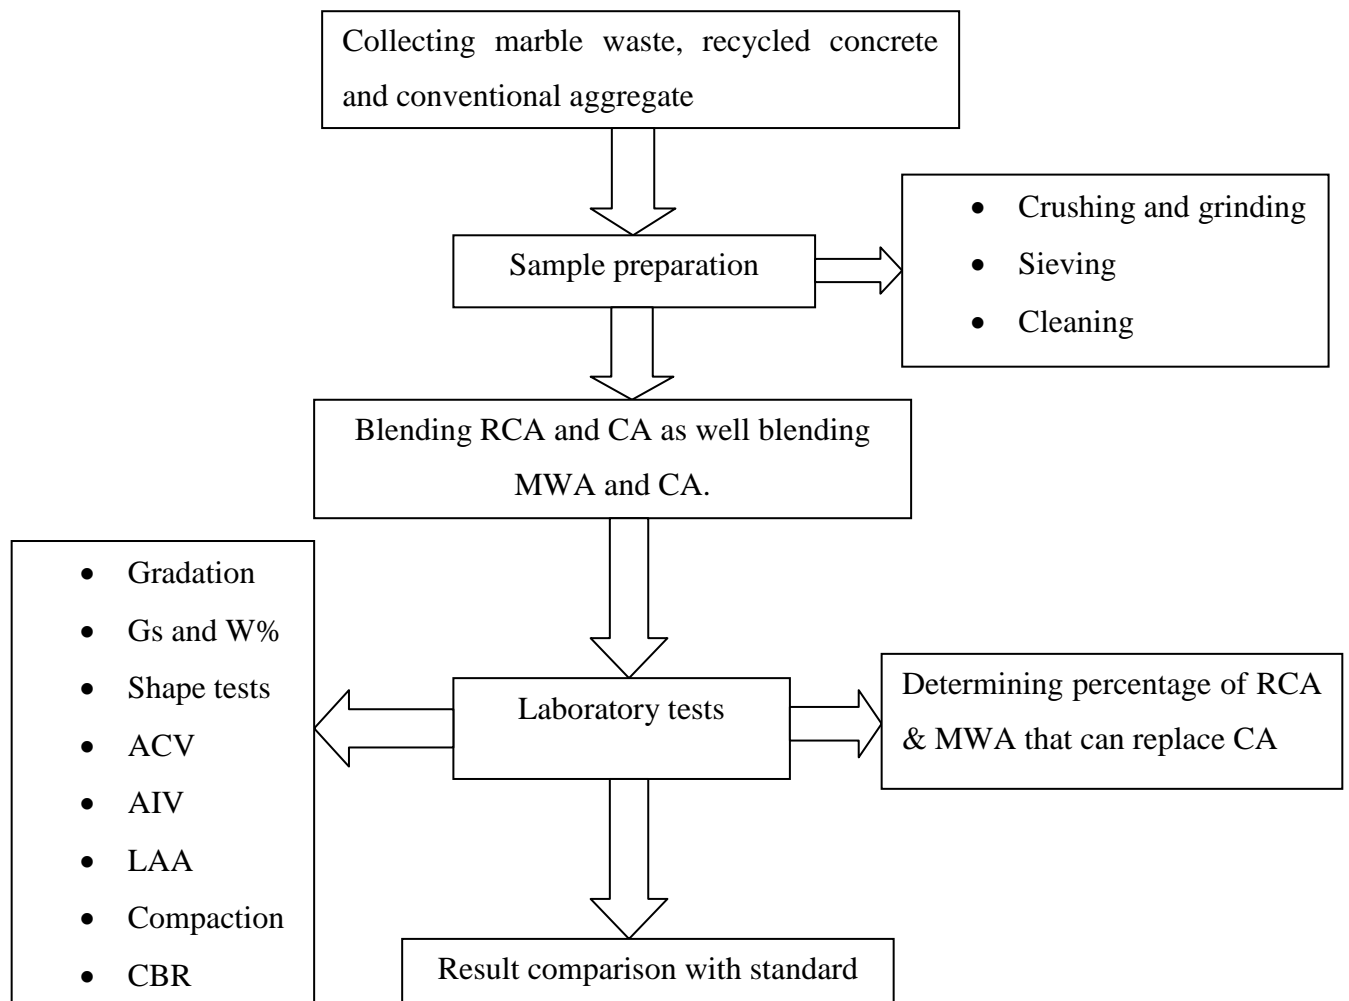 Collecting marble waste, recycled concrete
and conventional aggregate
Sample preparation
• Crushing and grinding
• Sieving
• Cleaning
Blending RCA and CA as well blending
MWA and CA.
Laboratory tests
• Gradation
• Gs and W%
• Shape tests
• ACV
• AIV
• LAA
• Compaction
• CBR
Determining percentage of RCA
& MWA that can replace CA
Result comparison with standard